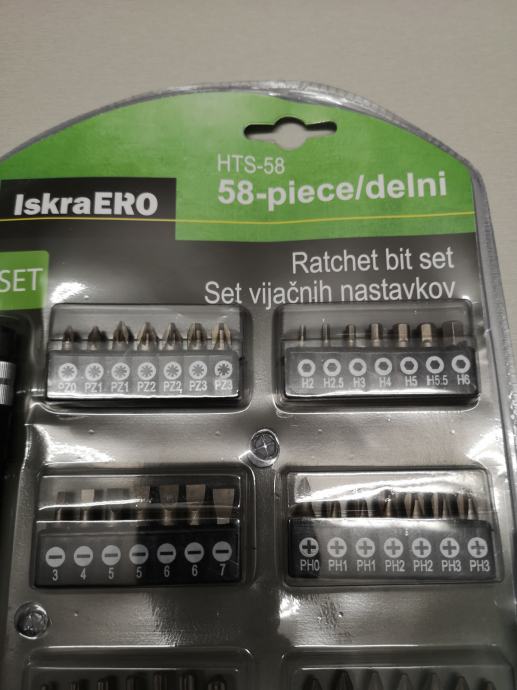 HTS-58
58-piece/delni
IskraERO
Ratchet bit set
Set vijačnih nastavkov
SET
PZ0 PZ1 PZ1 PZ2 PZ2 PZ3 PZ3
H2 H2.5 H3 H4 H5 H5.5 H6
3 4 5 5 6 6 7
PH0 PH1 PH1 PH2 PH2 PH3 PH3